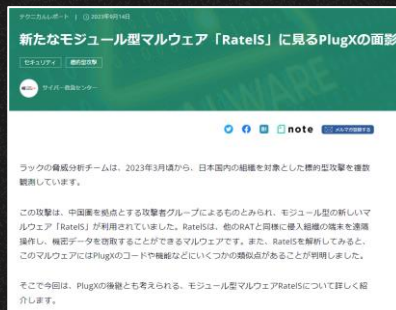 テクニカルレポート | 2023年9月14日
新たなモジュール型マルウェア「RatelS」に見るPlugXの面影
セキュリティ 標的型攻撃
サイバー救急センター
note メルマガ登録する
ラックの脅威分析チームは、2023年3月頃から、日本国内の組織を対象とした標的型攻撃を複数
観測しています。
この攻撃は、中国圏を拠点とする攻撃者グループによるものとみられ、モジュール型の新しいマ
ルウェア「RatelS」が利用されていました。RatelSは、他のRATと同様に侵入組織の端末を遠隔
操作し、機密データを窃取することができるマルウェアです。また、RatelSを解析してみると、
このマルウェアにはPlugXのコードや機能などにいくつかの類似点があることが判明しました。
そこで今回は、PlugXの後継とも考えられる、モジュール型マルウェアRatelSについて詳しく紹
介します。